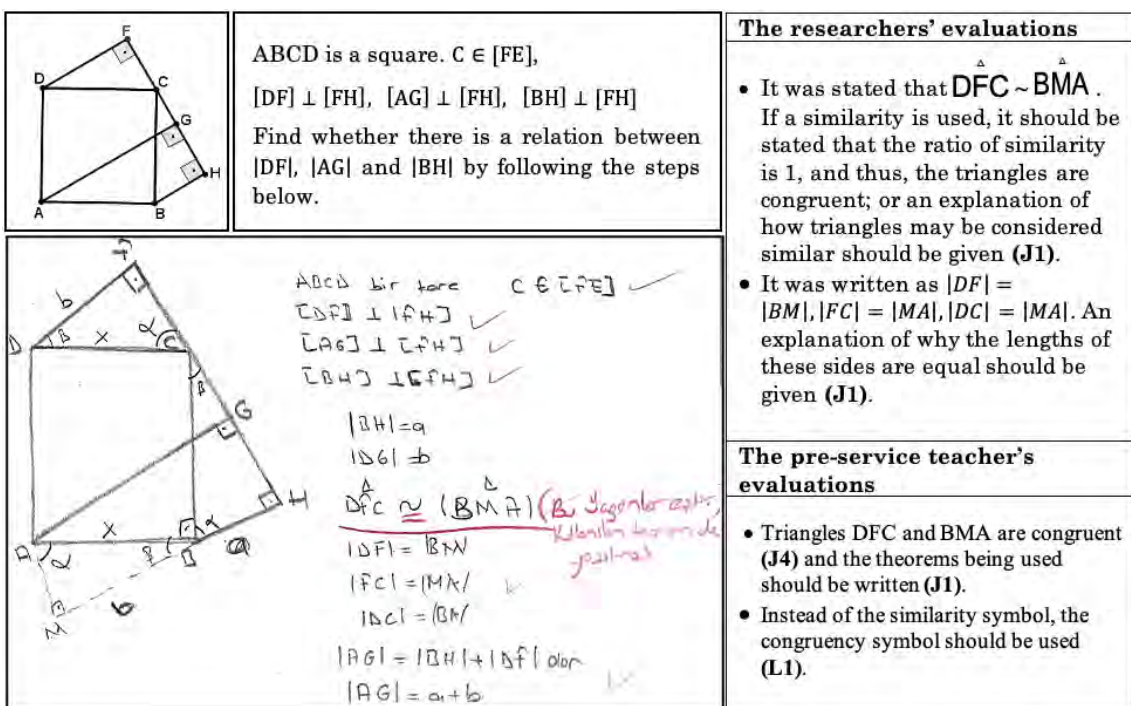 F
D
C
G
H
A
B
ABCD is a square. C ∈ [FE],
[DF] ⊥ [FH], [AG] ⊥ [FH], [BH] ⊥ [FH]
Find whether there is a relation between
|DF|, |AG| and |BH| by following the steps
below.
F
b
D
B
x
α
C
B
G
H
A
α
x
B
B
α
a
b
M
ABCD bir kare C ∈ [FE]
[DF] ⊥ |FH]
[AG] ⊥ [FH]
[BH] ⊥ [FH]
|BH|=a
|DG|=b
DFC ≅ (BMA) (Bu
|DF|=|BM|
|FC|=|MA|
|DC|=|BA|
|AG|=|BH|+|DF| olur
|AG|=a+b
The researchers' evaluations
• It was stated that DFC ~ BMA .
If a similarity is used, it should be
stated that the ratio of similarity
is 1, and thus, the triangles are
congruent; or an explanation of
how triangles may be considered
similar should be given (J1).
• It was written as |DF| =
|BM|, |FC| = |MA|, |DC| = |MA|. An
explanation of why the lengths of
these sides are equal should be
given (J1).
The pre-service teacher's
evaluations
• Triangles DFC and BMA are congruent
(J4) and the theorems being used
should be written (J1).
• Instead of the similarity symbol, the
congruency symbol should be used
(L1).